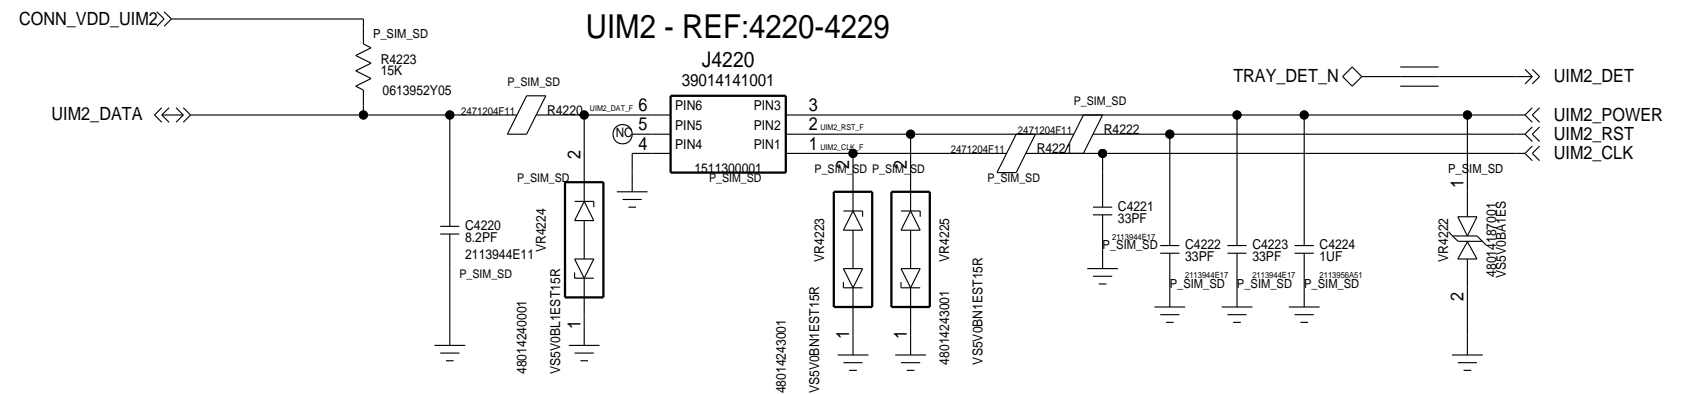 UIM2 - REF:4220-4229
CONN_VDD_UIM2
P_SIM_SD
R4223
15K
0613952Y05
UIM2_DATA
P_SIM_SD
2471204F11
R4220
UIM2_DAT_F
J4220
39014141001
6 PIN6 PIN3 3
5 PIN5 PIN2 2
4 PIN4 PIN1 1
NC
1511300001
P_SIM_SD
UIM2_RST_F
UIM2_CLK_F
C4220
8.2PF
2113944E11
P_SIM_SD
P_SIM_SD
2
VR4224
1
48014240001
VS5V0BL1EST15R
P_SIM_SD
2
VR4223
1
48014243001
VS5V0BN1EST15R
P_SIM_SD
2
VR4225
1
48014243001
VS5V0BN1EST15R
2471204F11
R4221
P_SIM_SD
P_SIM_SD
2471204F11
R4222
C4221
33PF
2113944E17
P_SIM_SD
C4222
33PF
2113944E17
P_SIM_SD
C4223
33PF
2113944E17
P_SIM_SD
C4224
1UF
2113956A51
P_SIM_SD
TRAY_DET_N
UIM2_DET
UIM2_POWER
UIM2_RST
UIM2_CLK
P_SIM_SD
1
VR4222
48014187001
VS5V0BA1ES
2